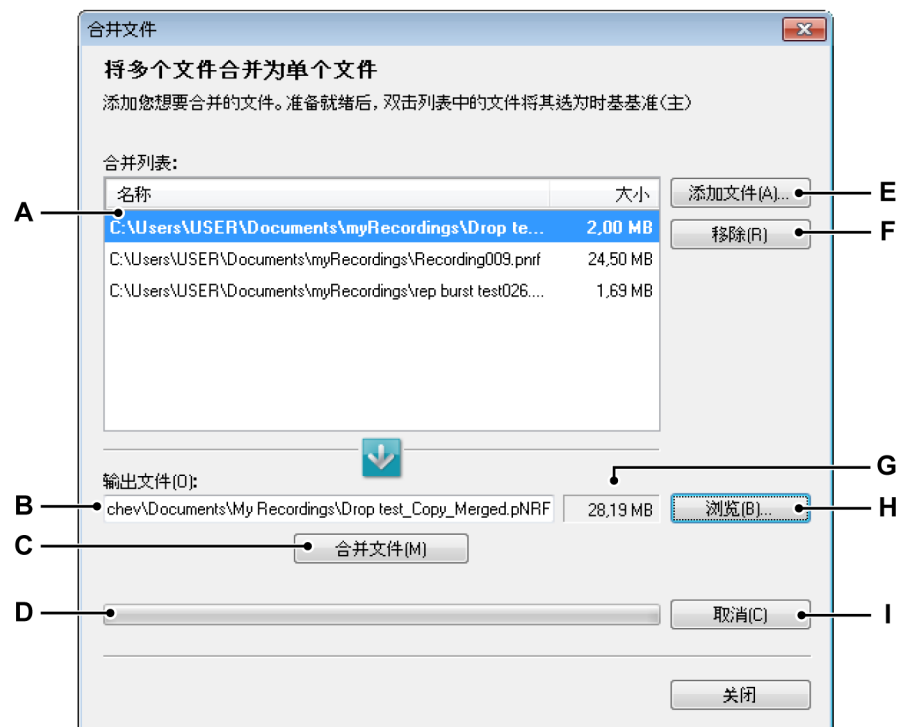 合并文件
将多个文件合并为单个文件
添加您想要合并的文件。准备就绪后,双击列表中的文件将其选为时基基准(主)
合并列表:
名称 大小
添加文件(A)...
E
A
C:\Users\USER\Documents\myRecordings\Drop te... 2,00 MB
移除(R)
F
C:\Users\USER\Documents\myRecordings\Recording009.pnrf 24,50 MB
C:\Users\USER\Documents\myRecordings\rep burst test026.... 1,69 MB
G
输出文件(O):
B
chev\Documents\My Recordings\Drop test_Copy_Merged.pNRF 28,19 MB
浏览(B)...
H
C
合并文件(M)
D
取消(C)
I
关闭